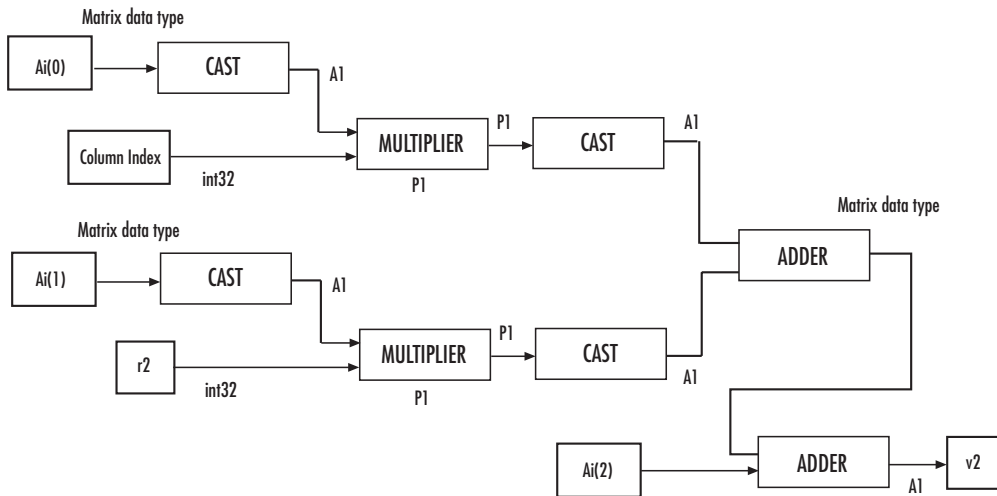 Matrix data type
Ai(0)
CAST
A1
P1
A1
MULTIPLIER
CAST
Column Index
int32
P1
Matrix data type
Matrix data type
ADDER
Ai(1)
CAST
A1
P1
MULTIPLIER
CAST
r2
int32
P1
A1
Ai(2)
ADDER
v2
A1